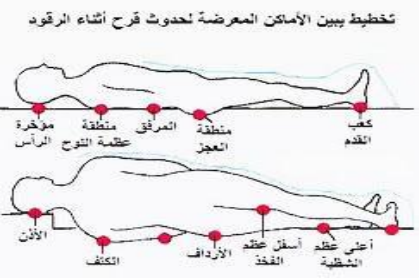 تخطيط يبين الأماكن المعرضة لحدوث قرح أثناء الرقود
مؤخرة الرأس
منطقة عظمة اللوح
المرفق
منطقة العجز
كعب القدم
الأذن
الكتف
الأرداف
أسفل عظم الفخذ
أعلى عظم الشظية